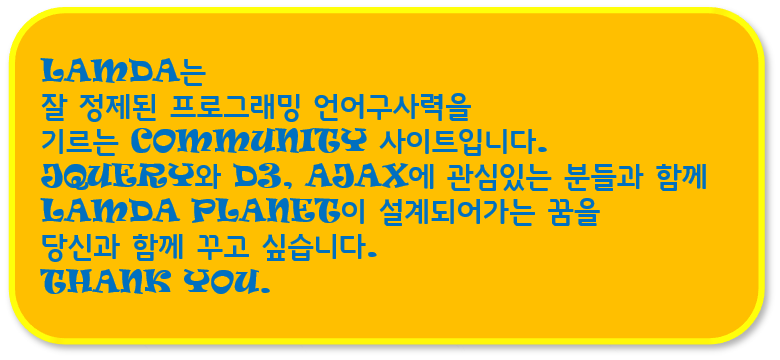 LAMDA는
잘 정제된 프로그래밍 언어구사력을
기르는 COMMUNITY 사이트입니다.
JQUERY와 D3, AJAX에 관심있는 분들과 함께
LAMDA PLANET이 설계되어가는 꿈을
당신과 함께 꾸고 싶습니다.
THANK YOU.